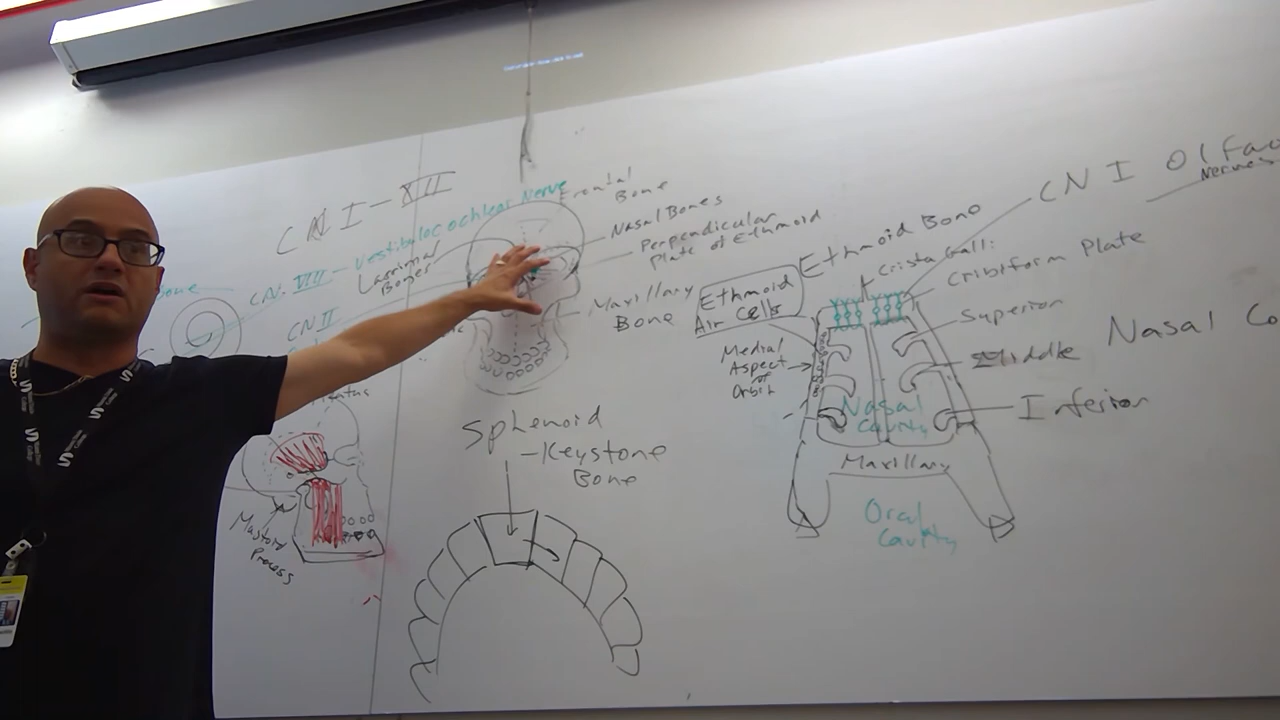 CN I-XII
CN VIII - Vestibulocochlear Nerve
Lacrimal
Bones
bone
CN II
Frontal
Bone
Nasal Bones
Perpendicular
Plate of Ethmoid
Maxillary
Bone
Mastoid
Process
Sphenoid
-Keystone
Bone
Ethmoid Bone
Ethmoid
Air Cells
Medial
Aspect
of
Orbit
Crista Galli
CN I Olfac
Nerves
Cribiform Plate
Superior
Middle
Inferior
Nasal Co
Nasal
Cavity
Maxillary
Oral
Cavity